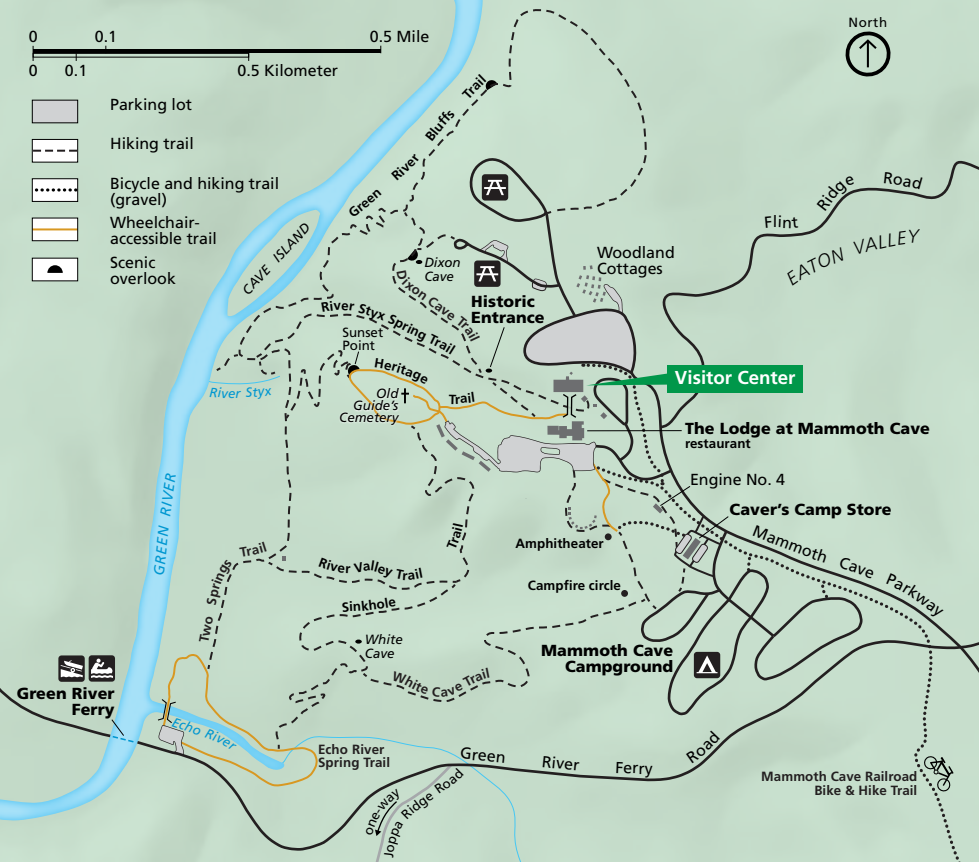 0 0.1 0.5 Mile
0 0.1 0.5 Kilometer
North
Parking lot
Hiking trail
Bicycle and hiking trail
(gravel)
Wheelchair-
accessible trail
Scenic
overlook
Green River Bluffs Trail
Flint Ridge Road
EATON VALLEY
CAVE ISLAND
Dixon
Cave
Dixon Cave Trail
Woodland
Cottages
Historic
Entrance
River Styx Spring Trail
Sunset
Point
Heritage Trail
Old
Guide's
Cemetery
River Styx
Visitor Center
The Lodge at Mammoth Cave
restaurant
Engine No. 4
Caver's Camp Store
GREEN RIVER
Amphitheater
Mammoth Cave Parkway
Two Springs Trail
River Valley Trail
Sinkhole Trail
Campfire circle
White
Cave
White Cave Trail
Mammoth Cave
Campground
Green River
Ferry
Echo River
Echo River
Spring Trail
Green River Ferry Road
one-way
Joppa Ridge Road
Mammoth Cave Railroad
Bike & Hike Trail